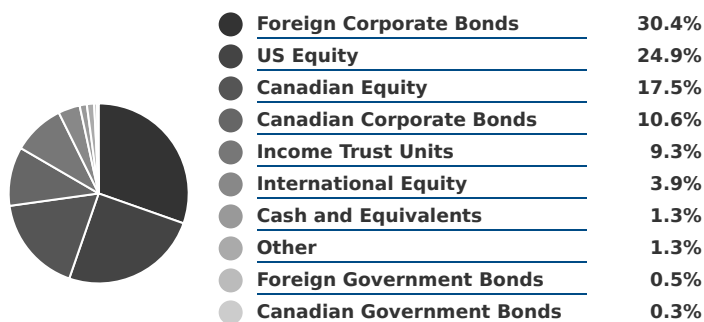 Foreign Corporate Bonds 30.4%
US Equity 24.9%
Canadian Equity 17.5%
Canadian Corporate Bonds 10.6%
Income Trust Units 9.3%
International Equity 3.9%
Cash and Equivalents 1.3%
Other 1.3%
Foreign Government Bonds 0.5%
Canadian Government Bonds 0.3%